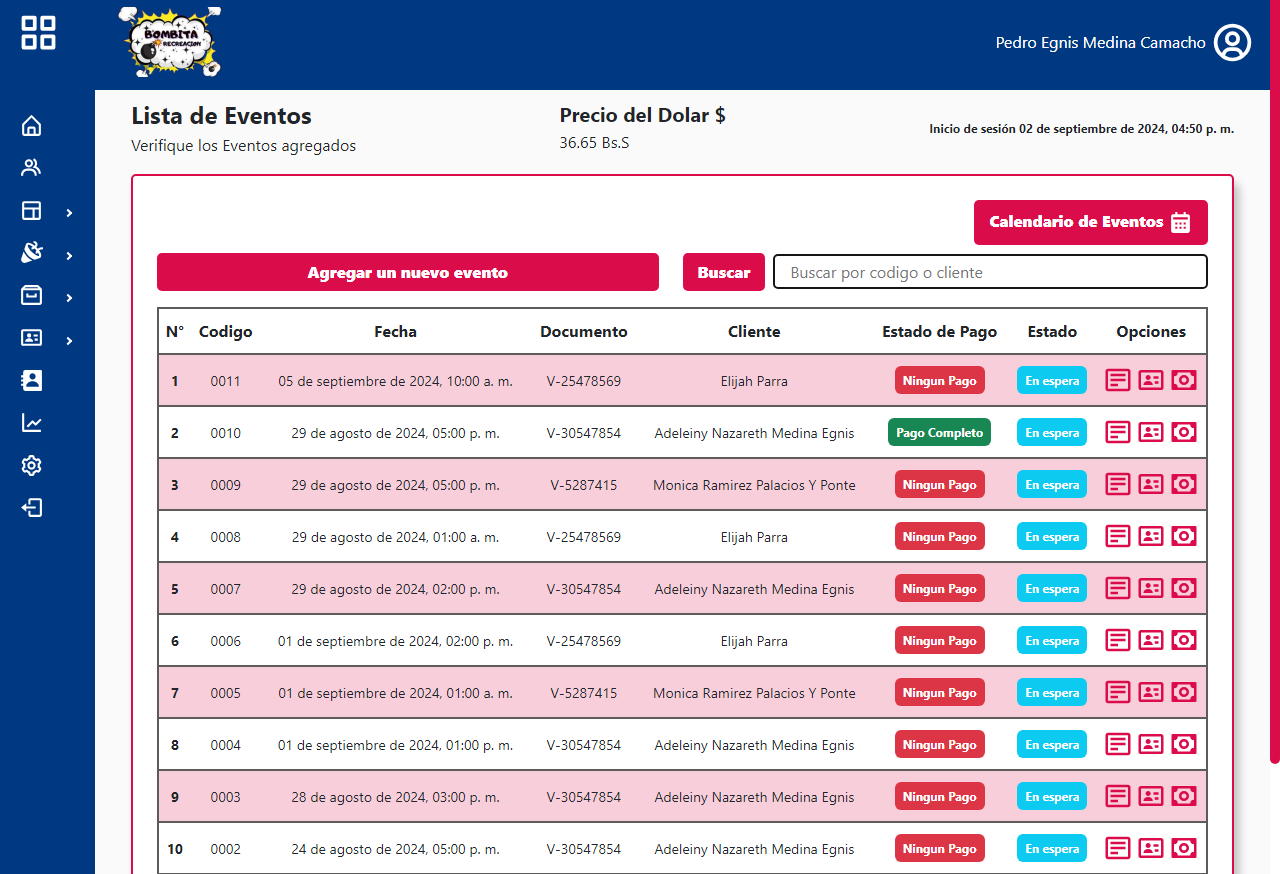 BOMBITA
RECREACION
Pedro Egnis Medina Camacho
Lista de Eventos
Verifique los Eventos agregados
Precio del Dolar $
36.65 Bs.S
Inicio de sesión 02 de septiembre de 2024, 04:50 p. m.
Calendario de Eventos
Agregar un nuevo evento
Buscar
Buscar por codigo o cliente
N° Codigo Fecha Documento Cliente Estado de Pago Estado Opciones
1 0011 05 de septiembre de 2024, 10:00 a. m. V-25478569 Elijah Parra Ningun Pago En espera
2 0010 29 de agosto de 2024, 05:00 p. m. V-30547854 Adeleiny Nazareth Medina Egnis Pago Completo En espera
3 0009 29 de agosto de 2024, 05:00 p. m. V-5287415 Monica Ramirez Palacios Y Ponte Ningun Pago En espera
4 0008 29 de agosto de 2024, 01:00 a. m. V-25478569 Elijah Parra Ningun Pago En espera
5 0007 29 de agosto de 2024, 02:00 p. m. V-30547854 Adeleiny Nazareth Medina Egnis Ningun Pago En espera
6 0006 01 de septiembre de 2024, 02:00 p. m. V-25478569 Elijah Parra Ningun Pago En espera
7 0005 01 de septiembre de 2024, 01:00 a. m. V-5287415 Monica Ramirez Palacios Y Ponte Ningun Pago En espera
8 0004 01 de septiembre de 2024, 01:00 p. m. V-30547854 Adeleiny Nazareth Medina Egnis Ningun Pago En espera
9 0003 28 de agosto de 2024, 03:00 p. m. V-30547854 Adeleiny Nazareth Medina Egnis Ningun Pago En espera
10 0002 24 de agosto de 2024, 05:00 p. m. V-30547854 Adeleiny Nazareth Medina Egnis Ningun Pago En espera